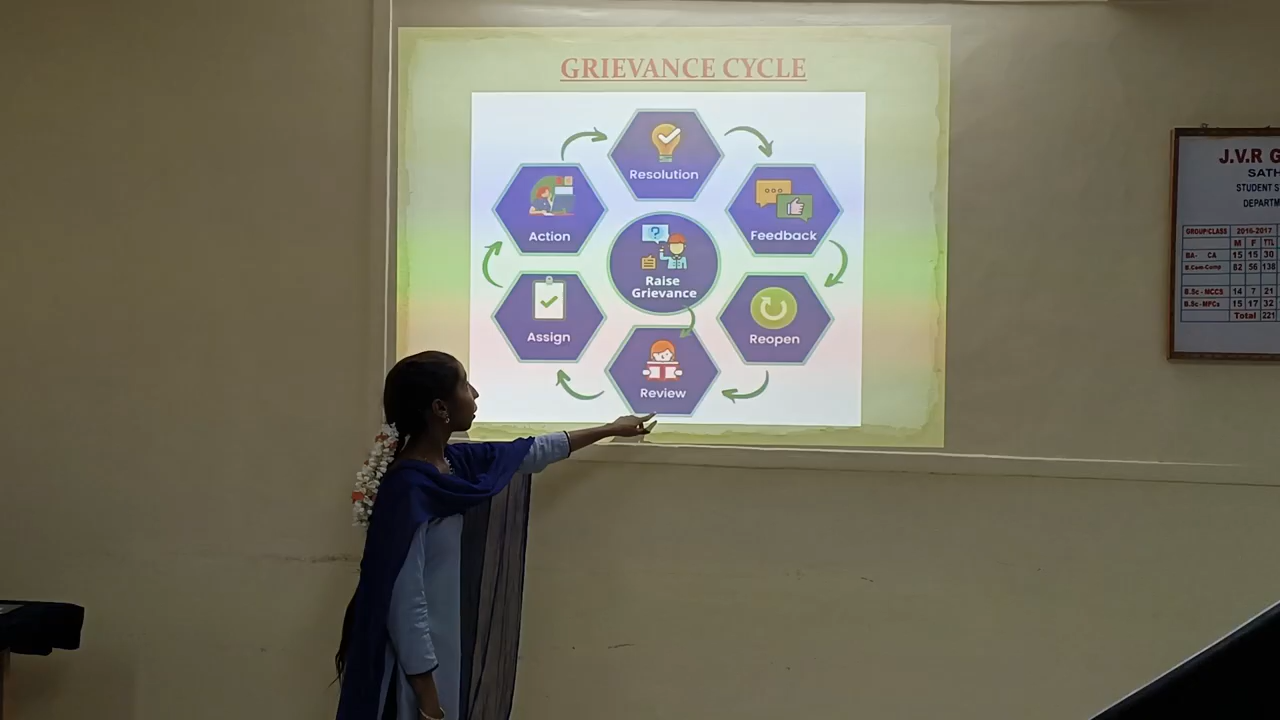 GRIEVANCE CYCLE
Resolution
Action
Feedback
Raise
Grievance
Assign
Reopen
Review
J.V.R G
SATH
STUDENT S
DEPARTM
GROUP/CLASS 2016-2017
M F TTL
BA- CA 15 15 30
B.Com-Comp 82 56 138
B.Sc - MCCS 14 7 21
B.Sc - MPCs 15 17 32
Total 221